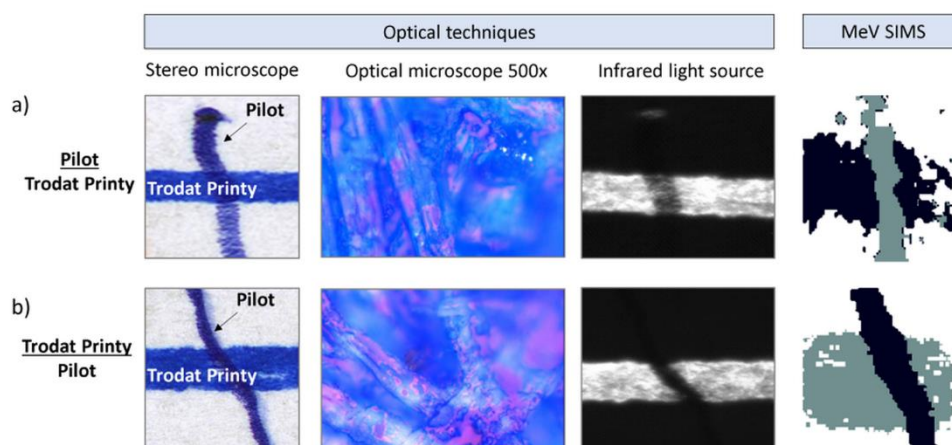 Optical techniques
MeV SIMS
Stereo microscope
Optical microscope 500x
Infrared light source
a)
Pilot
Trodat Printy
Pilot
Trodat Printy
b)
Trodat Printy
Pilot
Pilot
Trodat Printy